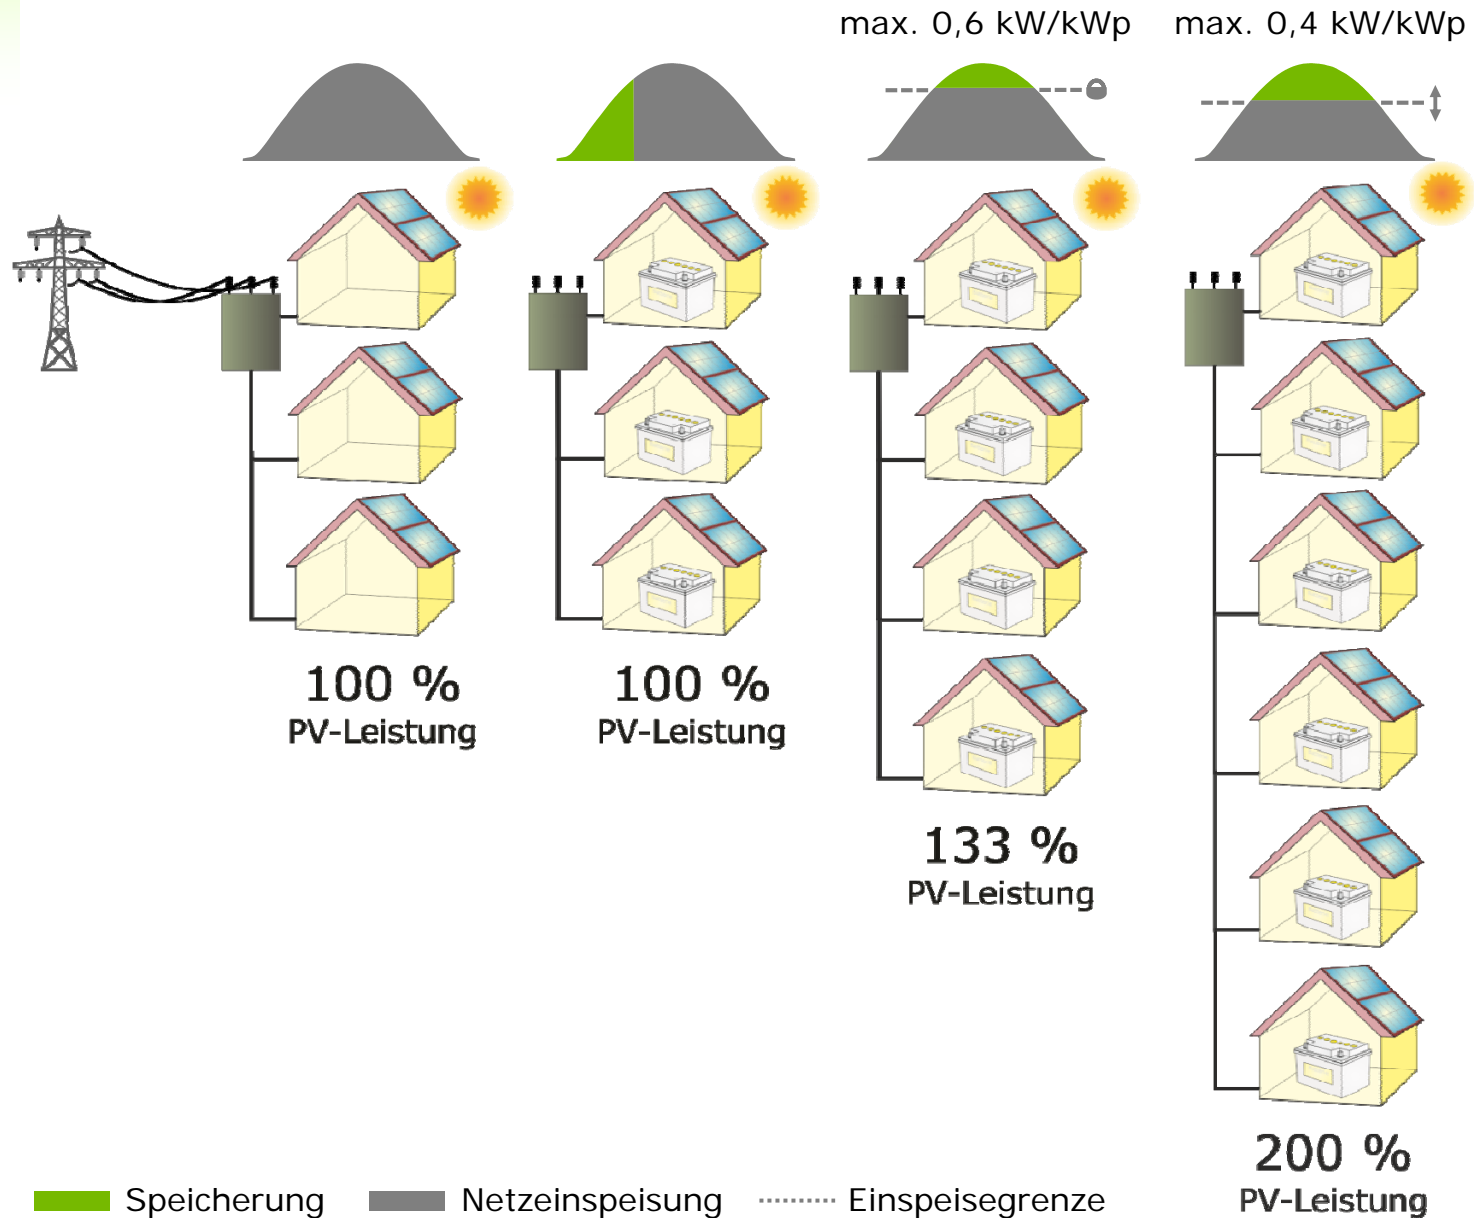 max. 0,6 kW/kWp
max. 0,4 kW/kWp
100 %
PV-Leistung
100 %
PV-Leistung
133 %
PV-Leistung
200 %
PV-Leistung
Speicherung
Netzeinspeisung
Einspeisegrenze